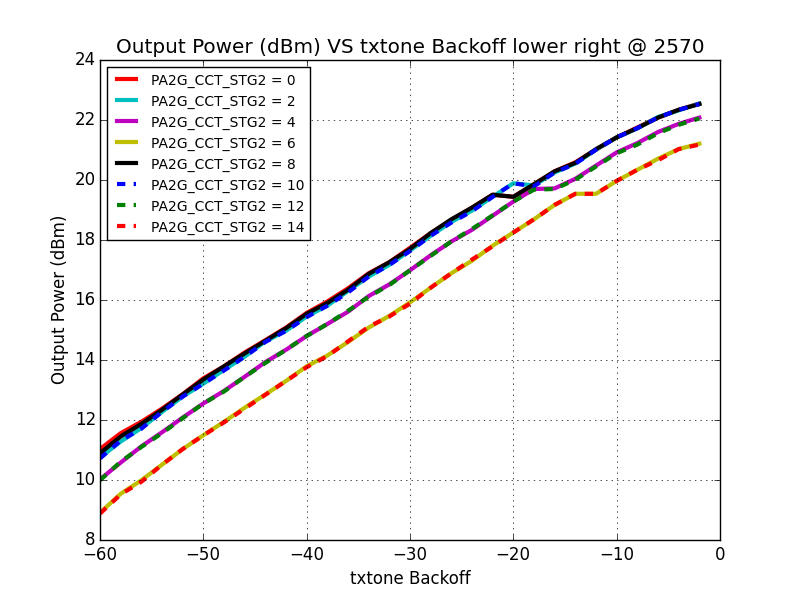 Output Power (dBm) VS txtone Backoff lower right @ 2570
24
22
20
18
16
14
12
10
8
Output Power (dBm)
PA2G_CCT_STG2 = 0
PA2G_CCT_STG2 = 2
PA2G_CCT_STG2 = 4
PA2G_CCT_STG2 = 6
PA2G_CCT_STG2 = 8
PA2G_CCT_STG2 = 10
PA2G_CCT_STG2 = 12
PA2G_CCT_STG2 = 14
−60 −50 −40 −30 −20 −10 0
txtone Backoff